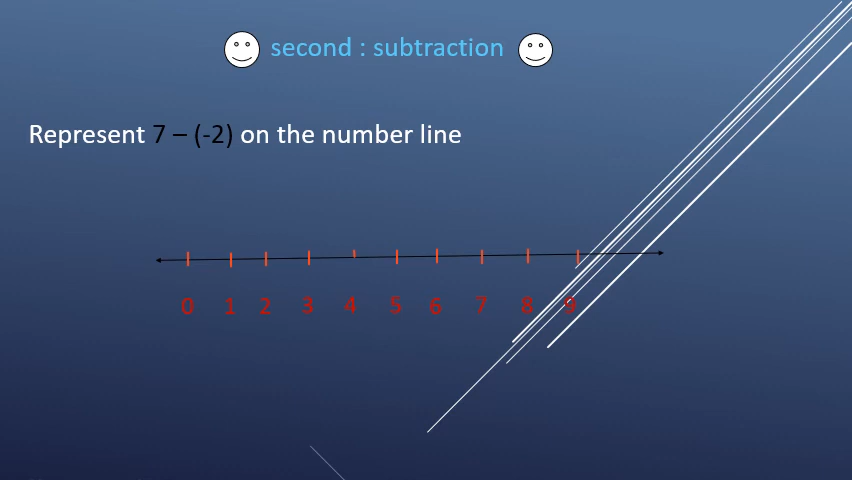 second : subtraction
Represent 7 – (-2) on the number line
0 1 2 3 4 5 6 7 8 9